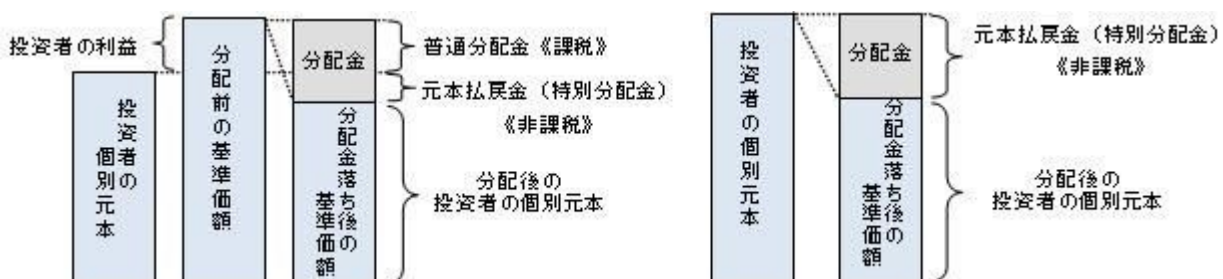 投資者の利益
投資者の
個別元本
分配前の基準価額
分配金
分配金落ち後の
基準価額
普通分配金《課税》
元本払戻金（特別分配金）
《非課税》
分配後の
投資者の個別元本
投資者の個別元本
分配金
分配金落ち後の
基準価額
元本払戻金（特別分配金）
《非課税》
分配後の
投資者の個別元本